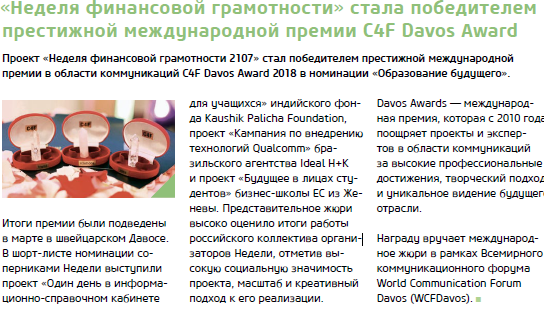 «Неделя финансовой грамотности» стала победителем
престижной международной премии C4F Davos Award
Проект «Неделя финансовой грамотности 2107» стал победителем престижной международной
премии в области коммуникаций C4F Davos Award 2018 в номинации «Образование будущего».
C4F
C4F
C4F
Итоги премии были подведены
в марте в швейцарском Давосе.
В шорт-листе номинации со-
перниками Недели выступили
проект «Один день в информа-
ционно-справочном кабинете
для учащихся» индийского фон-
да Kaushik Palicha Foundation,
проект «Кампания по внедрению
технологий Qualcomm» бра-
зильского агентства Ideal H+K
и проект «Будущее в лицах сту-
дентов» бизнес-школы ЕС из Же-
невы. Представительное жюри
высоко оценило итоги работы
российского коллектива органи-
заторов Недели, отметив вы-
сокую социальную значимость
проекта, масштаб и креативный
подход к его реализации.
Davos Awards — международ-
ная премия, которая с 2010 года
поощряет проекты и экспер-
тов в области коммуникаций
за высокие профессиональные
достижения, творческий подход
и уникальное видение будущего
отрасли.
Награду вручает международ-
ное жюри в рамках Всемирного
коммуникационного форума
World Communication Forum
Davos (WCFDavos).